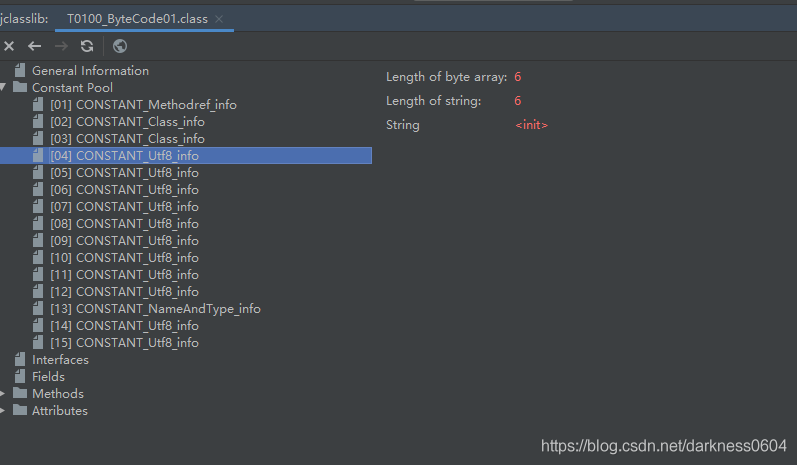 jclasslib: T0100_ByteCode01.class
General Information
Constant Pool
[01] CONSTANT_Methodref_info
[02] CONSTANT_Class_info
[03] CONSTANT_Class_info
[04] CONSTANT_Utf8_info
[05] CONSTANT_Utf8_info
[06] CONSTANT_Utf8_info
[07] CONSTANT_Utf8_info
[08] CONSTANT_Utf8_info
[09] CONSTANT_Utf8_info
[10] CONSTANT_Utf8_info
[11] CONSTANT_Utf8_info
[12] CONSTANT_Utf8_info
[13] CONSTANT_NameAndType_info
[14] CONSTANT_Utf8_info
[15] CONSTANT_Utf8_info
Interfaces
Fields
Methods
Attributes
Length of byte array: 6
Length of string: 6
String <init>
https://blog.csdn.net/darkness0604